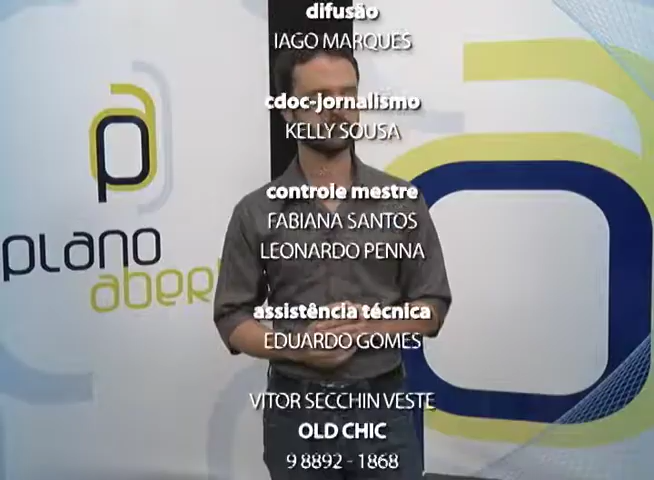 difusão
IAGO MARQUES
cdoc-jornalismo
KELLY SOUSA
controle mestre
FABIANA SANTOS
LEONARDO PENNA
assistência técnica
EDUARDO GOMES
VITOR SECCHIN VESTE
OLD CHIC
9 8892 - 1868
plano
abert